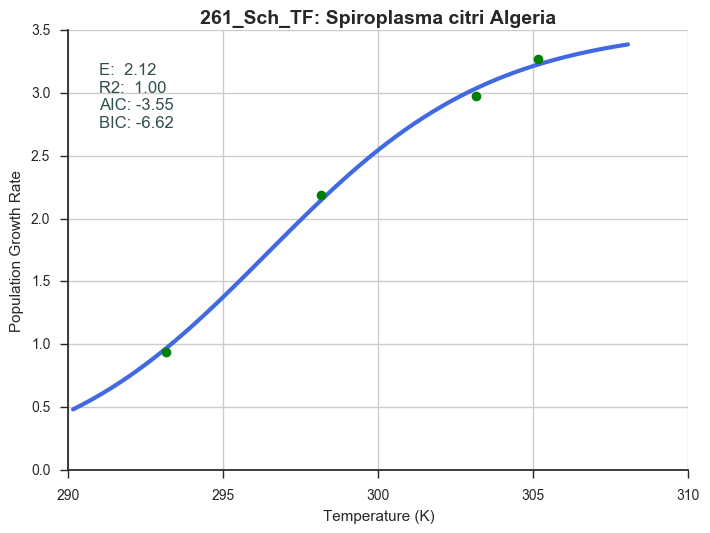 261_Sch_TF: Spiroplasma citri Algeria
E:  2.12
R2:  1.00
AIC: -3.55
BIC: -6.62
Population Growth Rate
3.5
3.0
2.5
2.0
1.5
1.0
0.5
0.0
290 295 300 305 310
Temperature (K)